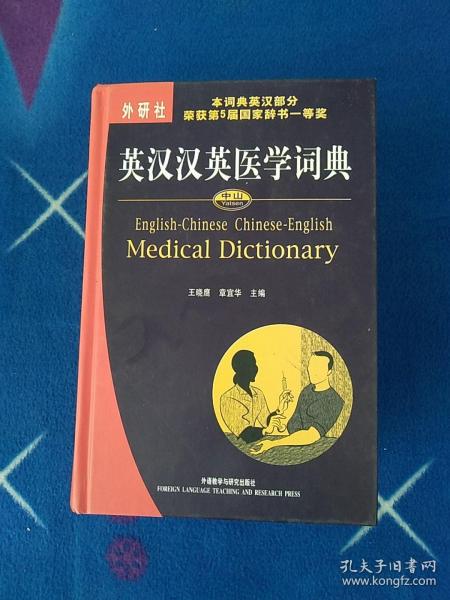 外研社
本词典英汉部分
荣获第5届国家辞书一等奖
英汉汉英医学词典
中山
Yatsen
English-Chinese Chinese-English
Medical Dictionary
王晓鹰 章宜华 主编
外语教学与研究出版社
FOREIGN LANGUAGE TEACHING AND RESEARCH PRESS
孔夫子旧书网
www.kongfz.com